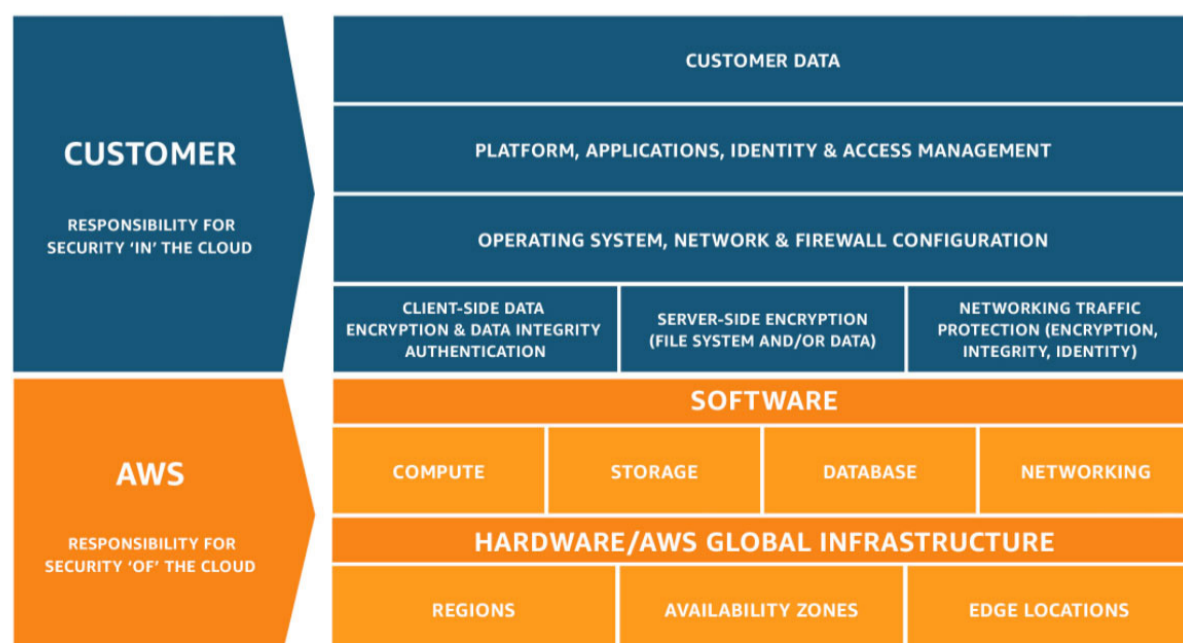 CUSTOMER
RESPONSIBILITY FOR
SECURITY ‘IN’ THE CLOUD
CUSTOMER DATA
PLATFORM, APPLICATIONS, IDENTITY & ACCESS MANAGEMENT
OPERATING SYSTEM, NETWORK & FIREWALL CONFIGURATION
CLIENT-SIDE DATA
ENCRYPTION & DATA INTEGRITY
AUTHENTICATION
SERVER-SIDE ENCRYPTION
(FILE SYSTEM AND/OR DATA)
NETWORKING TRAFFIC
PROTECTION (ENCRYPTION,
INTEGRITY, IDENTITY)
AWS
RESPONSIBILITY FOR
SECURITY ‘OF’ THE CLOUD
SOFTWARE
COMPUTE
STORAGE
DATABASE
NETWORKING
HARDWARE/AWS GLOBAL INFRASTRUCTURE
REGIONS
AVAILABILITY ZONES
EDGE LOCATIONS